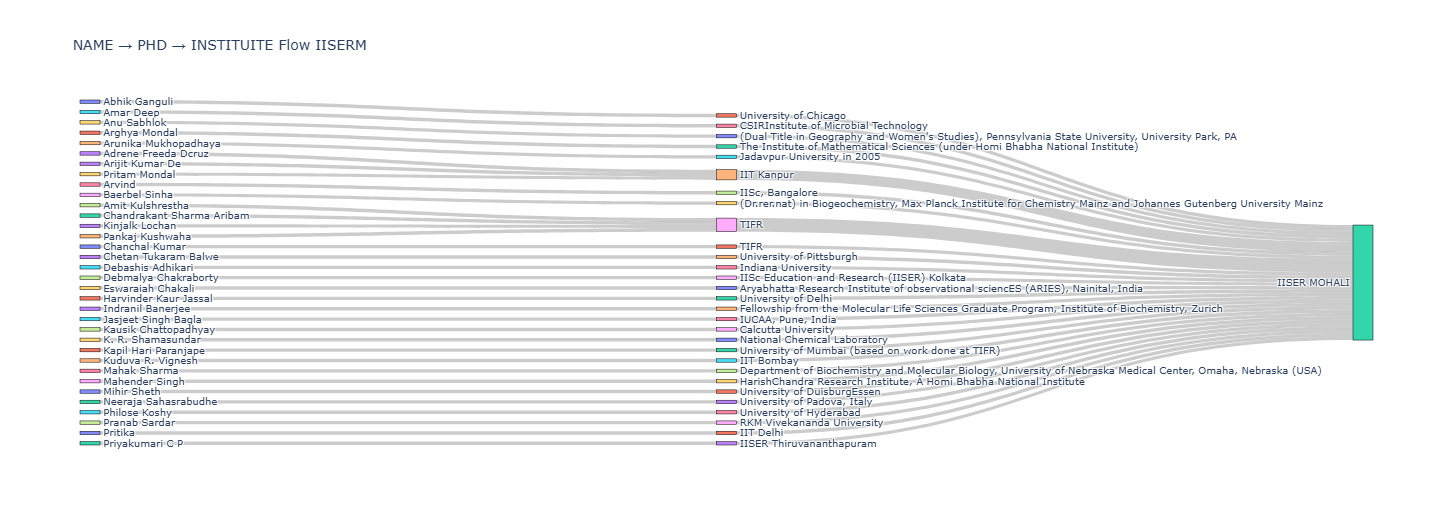 NAME → PHD → INSTITUITE Flow IISERM
Abhik Ganguli
Amar Deep
Anu Sabhlok
Arghya Mondal
Arunika Mukhopadhaya
Adrene Freeda Dcruz
Arijit Kumar De
Pritam Mondal
Arvind
Baerbel Sinha
Amit Kulshrestha
Chandrakant Sharma Aribam
Kinjalk Lochan
Pankaj Kushwaha
Chanchal Kumar
Chetan Tukaram Balwe
Debashis Adhikari
Debmalya Chakraborty
Eswaraiah Chakali
Harvinder Kaur Jassal
Indranil Banerjee
Jasjeet Singh Bagla
Kausik Chattopadhyay
K. R. Shamasundar
Kapil Hari Paranjape
Kuduva R. Vignesh
Mahak Sharma
Mahender Singh
Mihir Sheth
Neeraja Sahasrabudhe
Philose Koshy
Pranab Sardar
Pritika
Priyakumari C P
University of Chicago
CSIRInstitute of Microbial Technology
(Dual Title in Geography and Women's Studies), Pennsylvania State University, University Park, PA
The Institute of Mathematical Sciences (under Homi Bhabha National Institute)
Jadavpur University in 2005
IIT Kanpur
IISc, Bangalore
(Dr.rer.nat) in Biogeochemistry, Max Planck Institute for Chemistry Mainz and Johannes Gutenberg University Mainz
TIFR
TIFR
University of Pittsburgh
Indiana University
IISc Education and Research (IISER) Kolkata
Aryabhatta Research Institute of observational sciencES (ARIES), Nainital, India
University of Delhi
Fellowship from the Molecular Life Sciences Graduate Program, Institute of Biochemistry, Zurich
IUCAA, Pune, India
Calcutta University
National Chemical Laboratory
University of Mumbai (based on work done at TIFR)
IIT Bombay
Department of Biochemistry and Molecular Biology, University of Nebraska Medical Center, Omaha, Nebraska (USA)
HarishChandra Research Institute, Â Homi Bhabha National Institute
University of DuisburgEssen
University of Padova, Italy
University of Hyderabad
RKM Vivekananda University
IIT Delhi
IISER Thiruvananthapuram
IISER MOHALI